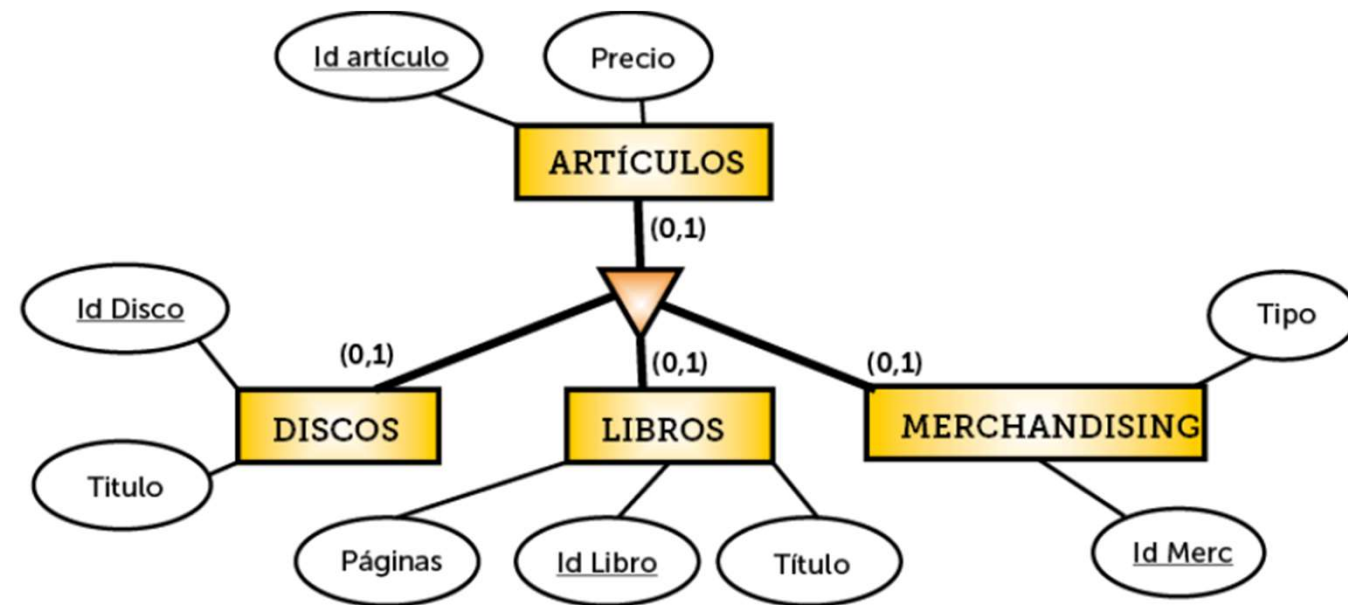 Id artículo
Precio
ARTÍCULOS
(0,1)
Id Disco
Tipo
(0,1)
(0,1)
(0,1)
DISCOS
LIBROS
MERCHANDISING
Titulo
Páginas
Id Libro
Título
Id Merc